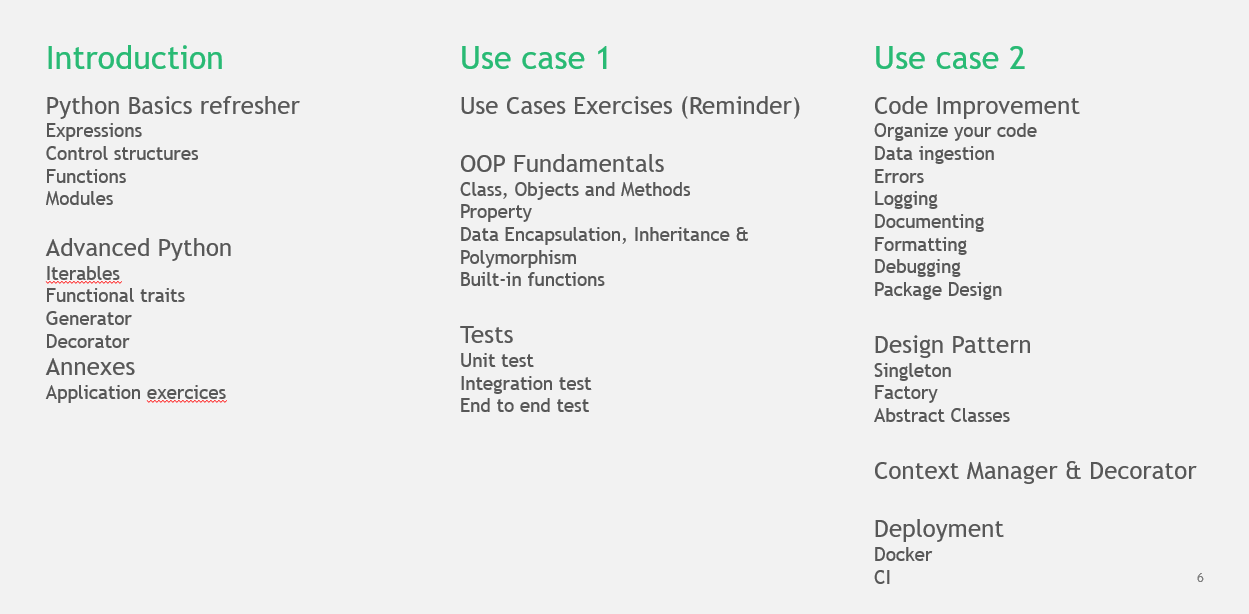 Introduction
Python Basics refresher
Expressions
Control structures
Functions
Modules
Advanced Python
Iterables
Functional traits
Generator
Decorator
Annexes
Application exercices
Use case 1
Use Cases Exercises (Reminder)
OOP Fundamentals
Class, Objects and Methods
Property
Data Encapsulation, Inheritance &
Polymorphism
Built-in functions
Tests
Unit test
Integration test
End to end test
Use case 2
Code Improvement
Organize your code
Data ingestion
Errors
Logging
Documenting
Formatting
Debugging
Package Design
Design Pattern
Singleton
Factory
Abstract Classes
Context Manager & Decorator
Deployment
Docker
CI
6